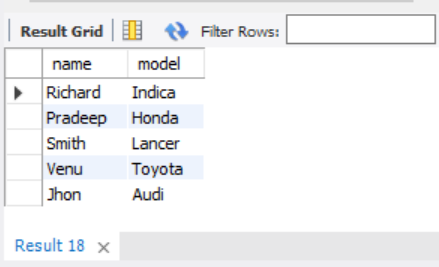 Result Grid Filter Rows:
name model
Richard Indica
Pradeep Honda
Smith Lancer
Venu Toyota
Jhon Audi
Result 18 ×